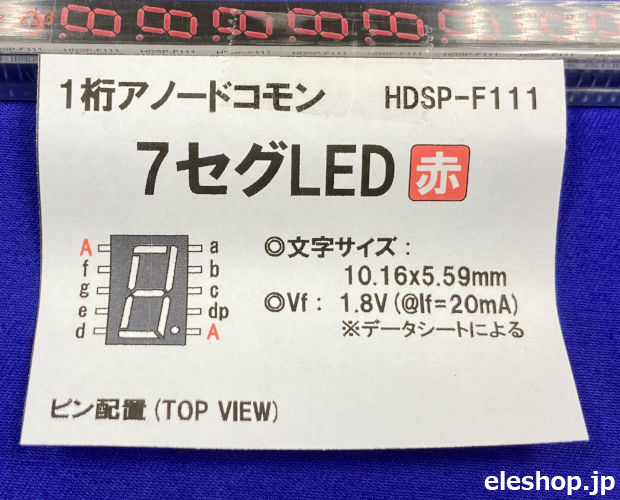 HDSP-F111
1桁アノードコモン HDSP-F111
7セグLED 赤
A a
f b
g c
e dp
d A
◎文字サイズ：
10.16x5.59mm
◎Vf： 1.8V(@If=20mA)
※データシートによる
ピン配置(TOP VIEW)
eleshop.jp